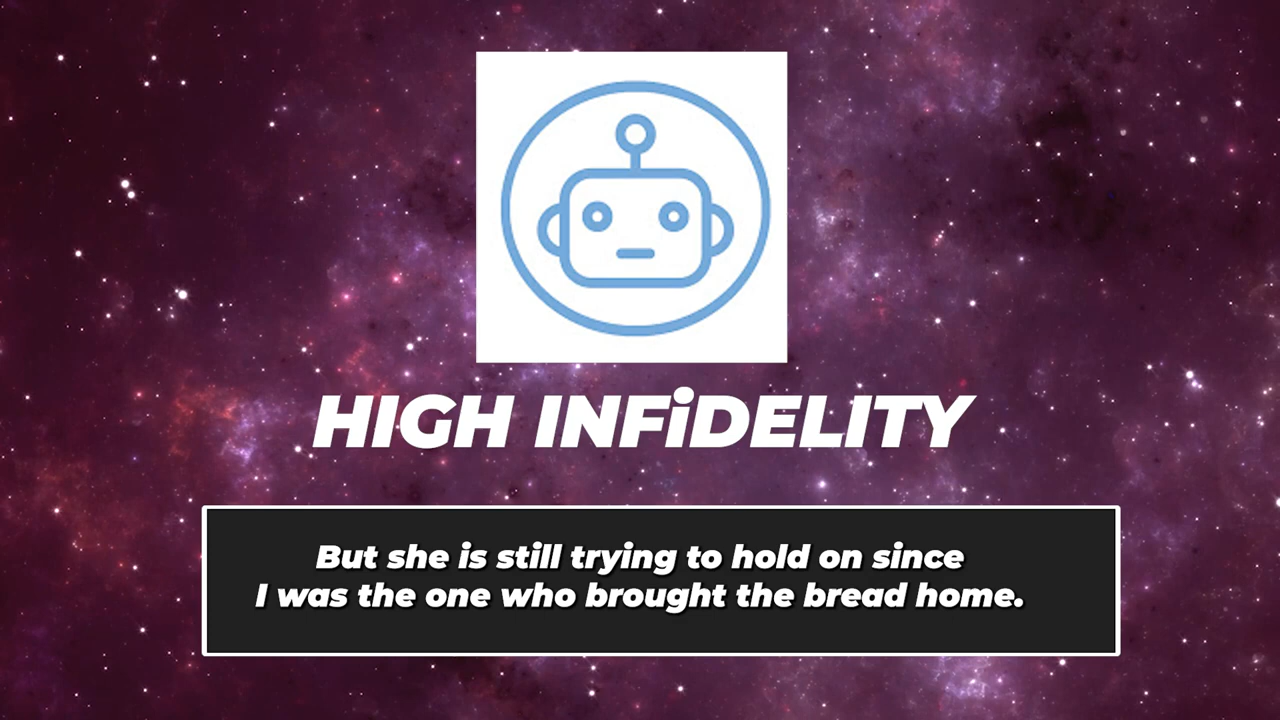 HIGH INFiDELITY
But she is still trying to hold on since
I was the one who brought the bread home.